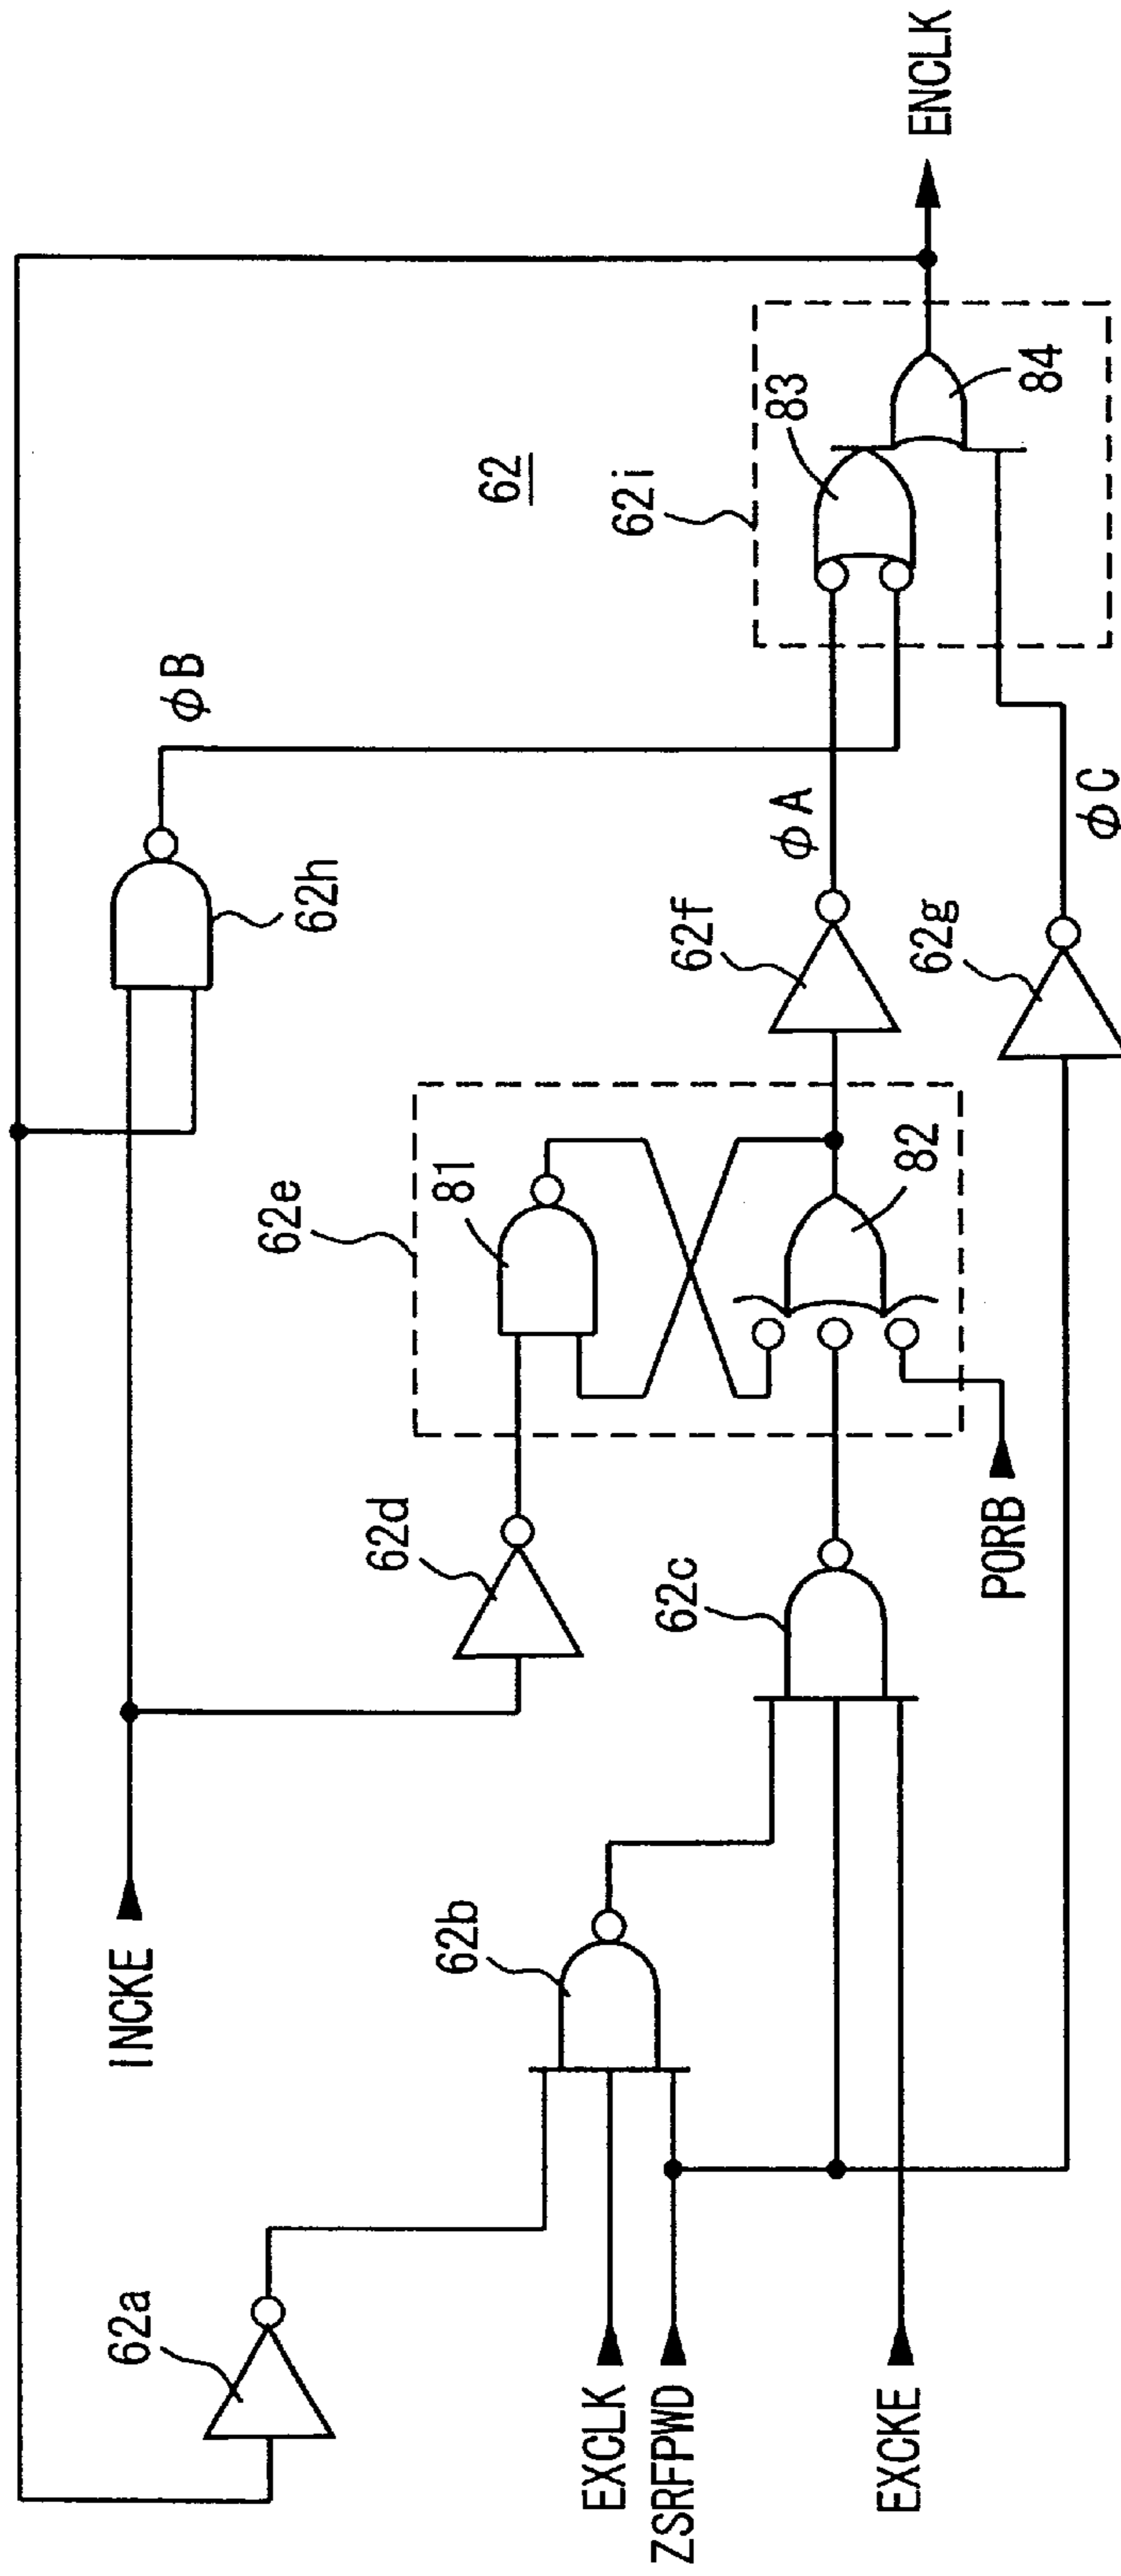 62
ENCLK
φB
62h
62i
83
84
φA
62f
φC
62g
62e
81
82
INCKE
62d
62c
PORB
62b
62a
EXCLK
ZSRFPWD
EXCKE